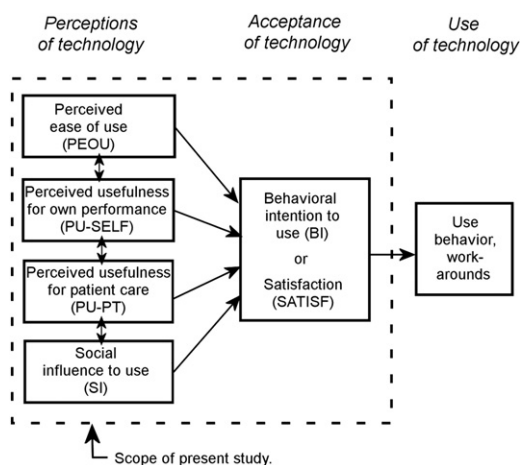 Perceptions
of technology
Acceptance
of technology
Use
of technology
Perceived
ease of use
(PEOU)
Perceived usefulness
for own performance
(PU-SELF)
Perceived usefulness
for patient care
(PU-PT)
Social
influence to use
(SI)
Behavioral
intention to
use (BI)
or
Satisfaction
(SATISF)
Use
behavior,
work-
arounds
Scope of present study.